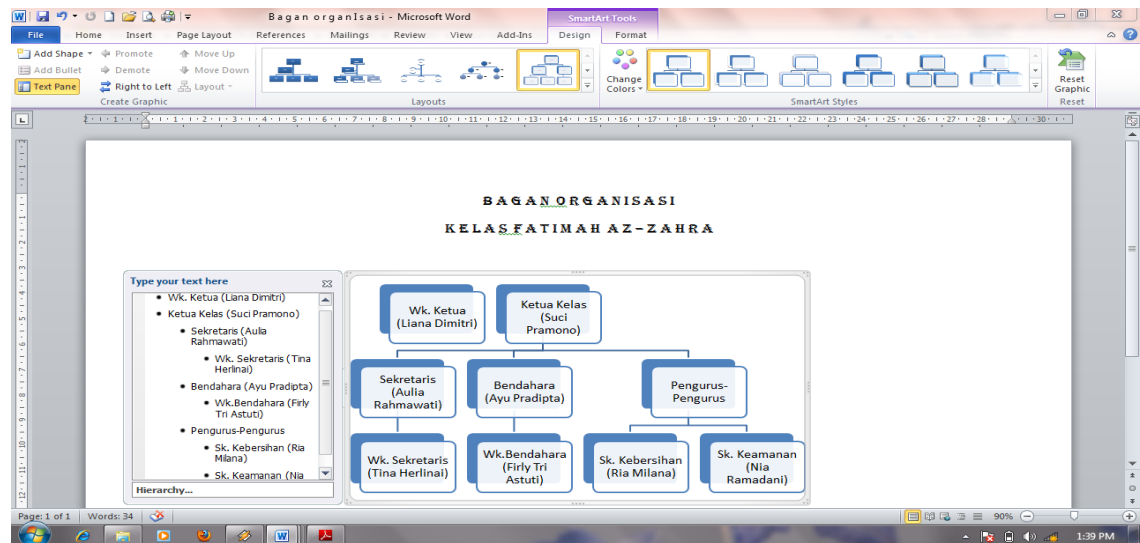 Bagan organIsasi - Microsoft Word
SmartArt Tools
File Home Insert Page Layout References Mailings Review View Add-Ins Design Format
Add Shape Promote Move Up
Add Bullet Demote Move Down
Text Pane Right to Left Layout
Change
Colors
Reset
Graphic
Create Graphic Layouts SmartArt Styles Reset
BAGAN ORGANISASI
KELAS FATIMAH AZ-ZAHRA
Type your text here
Wk. Ketua (Liana Dimitri)
Ketua Kelas (Suci Pramono)
Sekretaris (Aulia
Rahmawati)
Wk. Sekretaris (Tina
Herlinai)
Bendahara (Ayu Pradipta)
Wk.Bendahara (Firly
Tri Astuti)
Pengurus-Pengurus
Sk. Kebersihan (Ria
Milana)
Sk. Keamanan (Nia
Hierarchy...
Wk. Ketua
(Liana Dimitri)
Ketua Kelas
(Suci
Pramono)
Sekretaris
(Aulia
Rahmawati)
Bendahara
(Ayu Pradipta)
Pengurus-
Pengurus
Wk. Sekretaris
(Tina Herlinai)
Wk.Bendahara
(Firly Tri
Astuti)
Sk. Kebersihan
(Ria Milana)
Sk. Keamanan
(Nia
Ramadani)
Page: 1 of 1 Words: 34 90%
1:39 PM